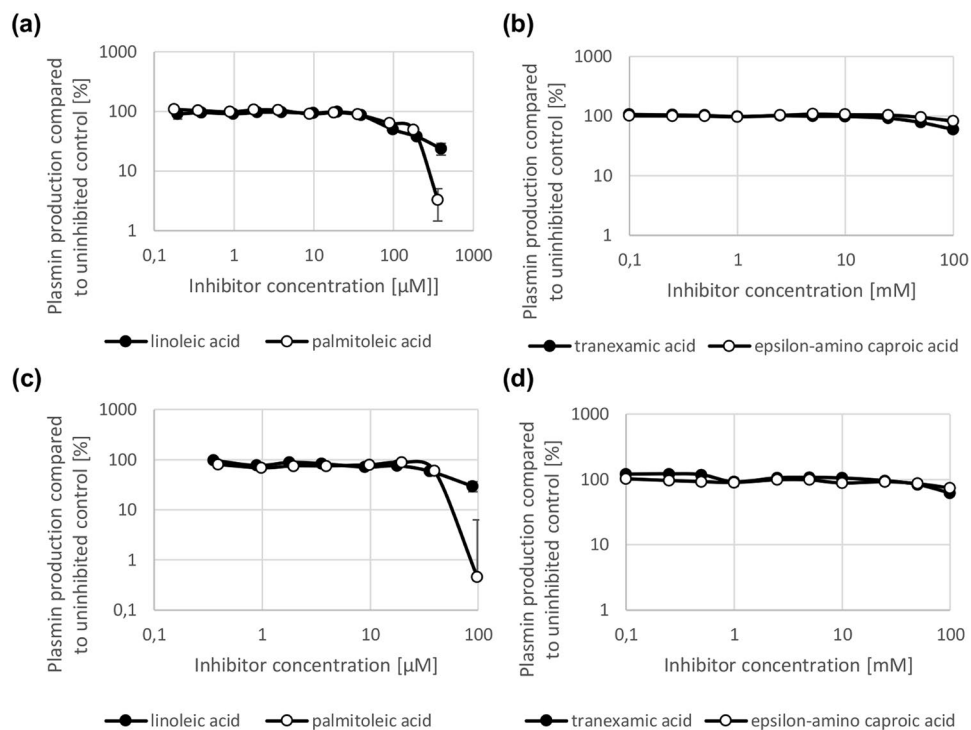 (a)
Plasmin production compared
to uninhibited control [%]
1000
100
10
1
0,1 1 10 100 1000
Inhibitor concentration [µM]]
linoleic acid palmitoleic acid
(b)
Plasmin production compared
to uninhibited control [%]
1000
100
10
1
0,1 1 10 100
Inhibitor concentration [mM]
tranexamic acid epsilon-amino caproic acid
(c)
Plasmin production compared
to uninhibited control [%]
1000
100
10
1
0,1
0,1 1 10 100
Inhibitor concentration [µM]
linoleic acid palmitoleic acid
(d)
Plasmin production compared
to uninhibited control [%]
1000
100
10
1
0,1 1 10 100
Inhibitor concentration [mM]
tranexamic acid epsilon-amino caproic acid